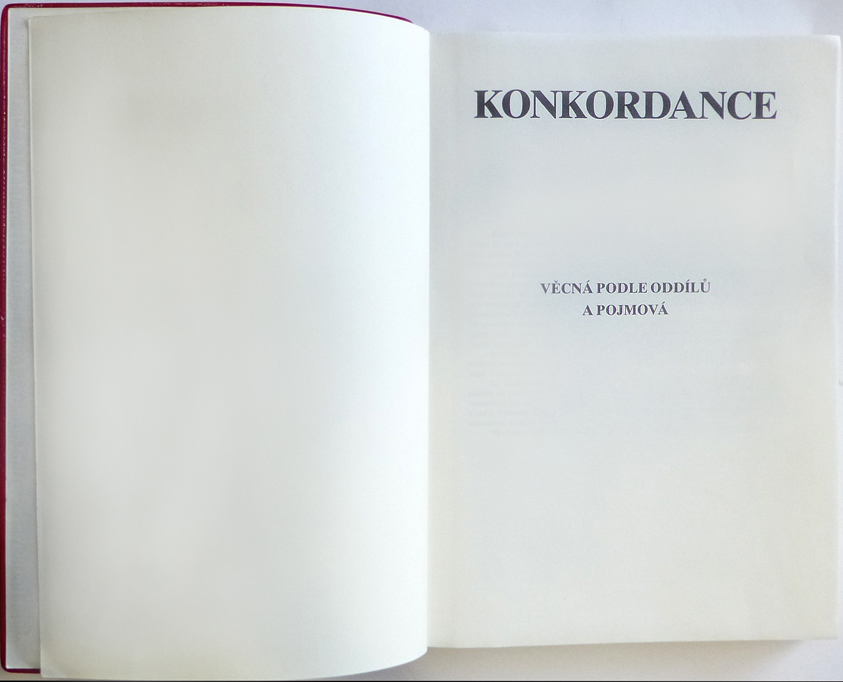 KONKORDANCE
VĚCNÁ PODLE ODDÍLŮ
A POJMOVÁ